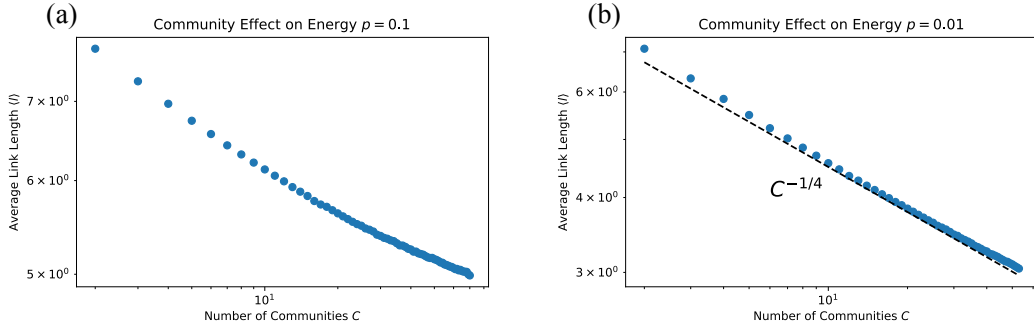 (a)
Community Effect on Energy p = 0.1
Average Link Length ⟨l⟩
7 × 10⁰
6 × 10⁰
5 × 10⁰
10¹
Number of Communities C
(b)
Community Effect on Energy p = 0.01
Average Link Length ⟨l⟩
6 × 10⁰
4 × 10⁰
3 × 10⁰
C⁻¹/⁴
10¹
Number of Communities C